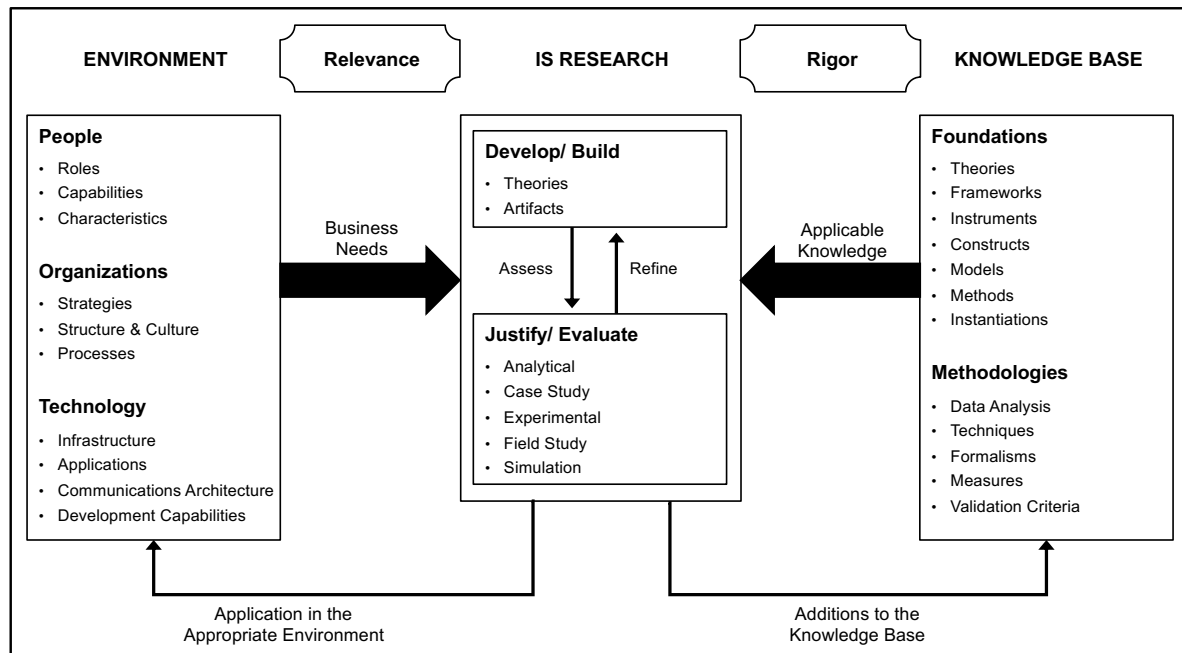 ENVIRONMENT
Relevance
IS RESEARCH
Rigor
KNOWLEDGE BASE
People
• Roles
• Capabilities
• Characteristics
Organizations
• Strategies
• Structure & Culture
• Processes
Technology
• Infrastructure
• Applications
• Communications Architecture
• Development Capabilities
Business
Needs
Develop/ Build
• Theories
• Artifacts
Assess
Refine
Justify/ Evaluate
• Analytical
• Case Study
• Experimental
• Field Study
• Simulation
Applicable
Knowledge
Foundations
• Theories
• Frameworks
• Instruments
• Constructs
• Models
• Methods
• Instantiations
Methodologies
• Data Analysis
• Techniques
• Formalisms
• Measures
• Validation Criteria
Application in the
Appropriate Environment
Additions to the
Knowledge Base